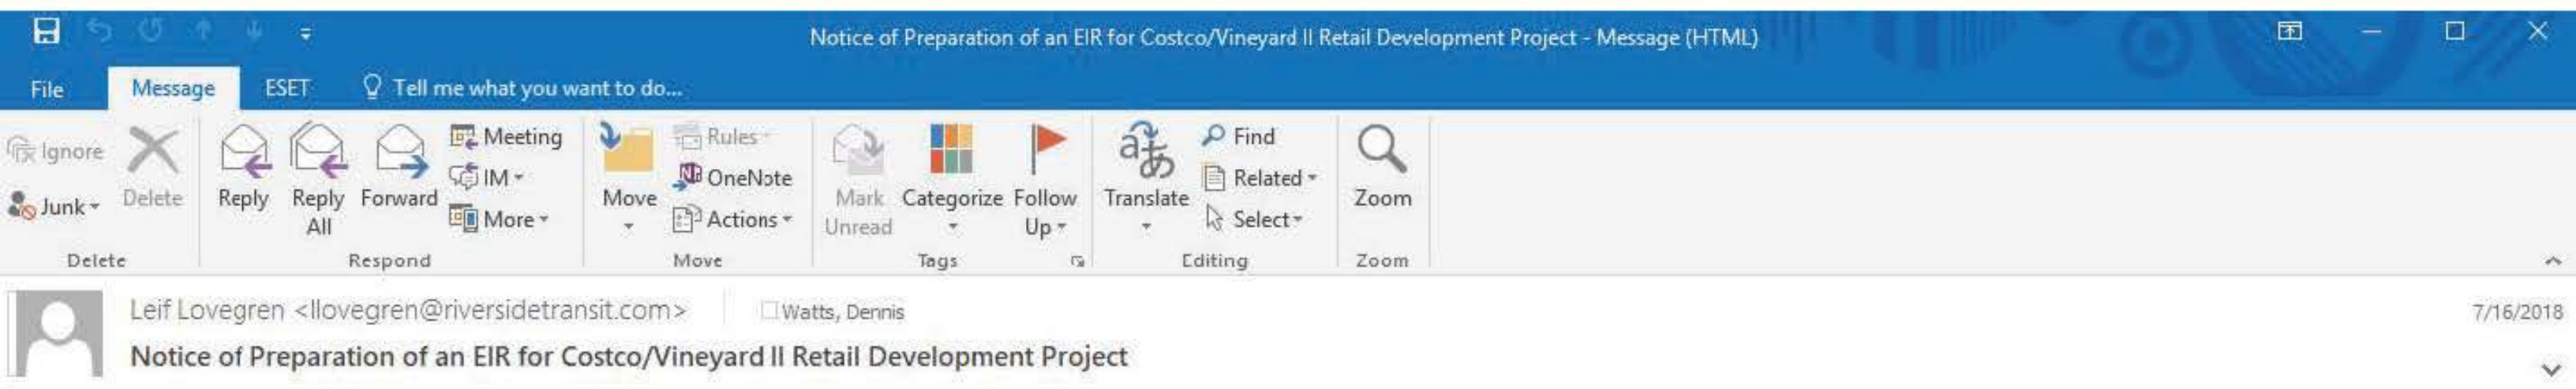 Notice of Preparation of an EIR for Costco/Vineyard II Retail Development Project - Message (HTML)
File Message ESET Tell me what you want to do...
Ignore
Junk
Delete
Reply
Reply All
Forward
Meeting
IM
More
Move
Rules
OneNote
Actions
Mark Unread
Categorize
Follow Up
Translate
Find
Related
Select
Zoom
Delete Respond Move Tags Editing Zoom
Leif Lovegren <llovegren@riversidetransit.com> Watts, Dennis 7/16/2018
Notice of Preparation of an EIR for Costco/Vineyard II Retail Development Project